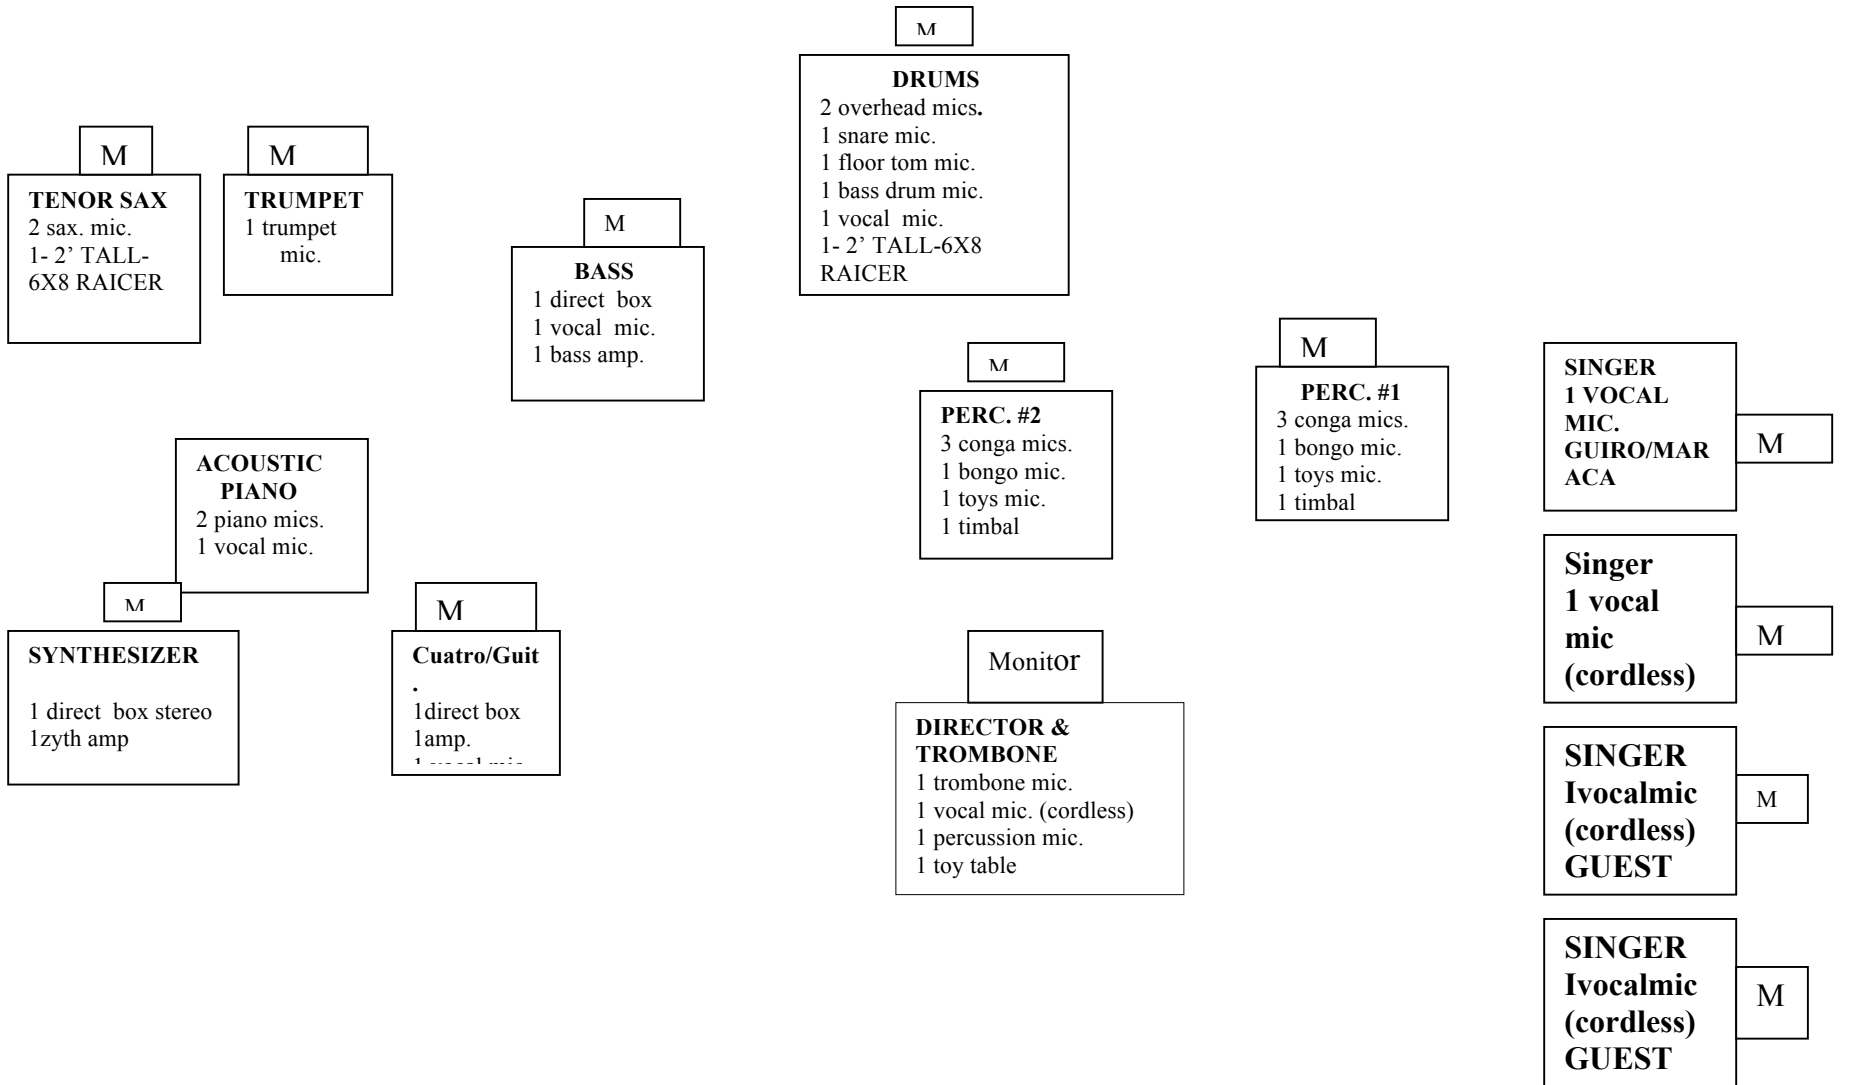 M
DRUMS
2 overhead mics.
1 snare mic.
1 floor tom mic.
1 bass drum mic.
1 vocal  mic.
1- 2’ TALL-6X8
RAICER
M
TENOR SAX
2 sax. mic.
1- 2’ TALL-
6X8 RAICER
M
TRUMPET
1 trumpet
mic.
M
BASS
1 direct  box
1 vocal  mic.
1 bass amp.
M
PERC. #2
3 conga mics.
1 bongo mic.
1 toys mic.
1 timbal
M
PERC. #1
3 conga mics.
1 bongo mic.
1 toys mic.
1 timbal
SINGER
1 VOCAL
MIC.
GUIRO/MAR
ACA
M
ACOUSTIC
PIANO
2 piano mics.
1 vocal mic.
M
SYNTHESIZER
1 direct  box stereo
1zyth amp
M
Cuatro/Guit
.
1direct box
1amp.
1 vocal mic
Monitor
DIRECTOR &
TROMBONE
1 trombone mic.
1 vocal mic. (cordless)
1 percussion mic.
1 toy table
Singer
1 vocal
mic
(cordless)
M
SINGER
Ivocalmic
(cordless)
GUEST
M
SINGER
Ivocalmic
(cordless)
GUEST
M